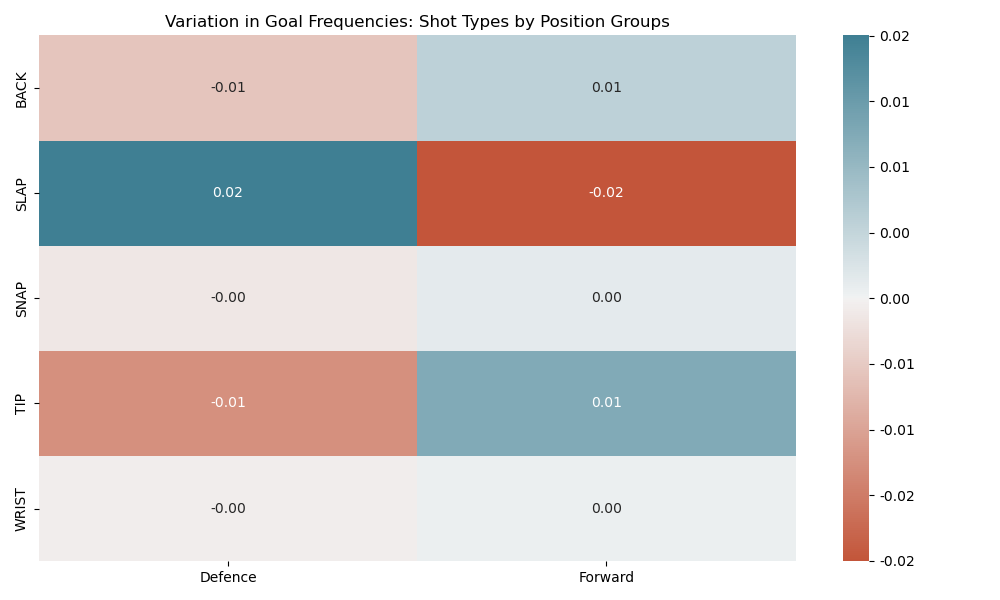 Variation in Goal Frequencies: Shot Types by Position Groups
BACK
-0.01
0.01
SLAP
0.02
-0.02
SNAP
-0.00
0.00
TIP
-0.01
0.01
WRIST
-0.00
0.00
Defence
Forward
0.02
0.01
0.01
0.00
0.00
-0.01
-0.01
-0.02
-0.02